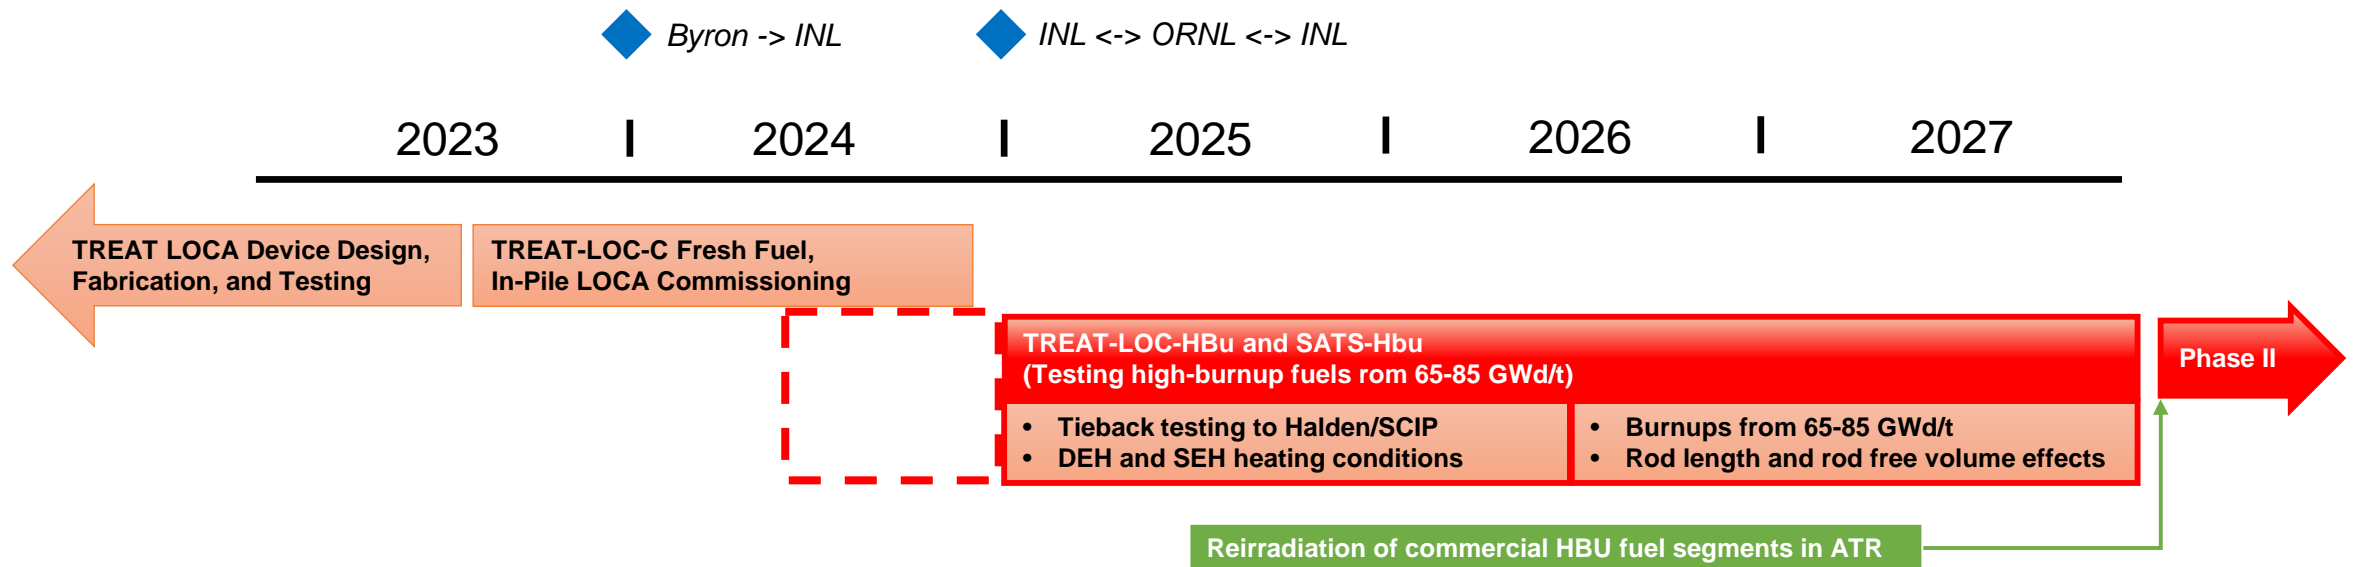 Byron -> INL
INL <-> ORNL <-> INL
2023 | 2024 | 2025 | 2026 | 2027
TREAT LOCA Device Design,
Fabrication, and Testing
TREAT-LOC-C Fresh Fuel,
In-Pile LOCA Commissioning
TREAT-LOC-HBu and SATS-Hbu
(Testing high-burnup fuels rom 65-85 GWd/t)
• Tieback testing to Halden/SCIP
• DEH and SEH heating conditions
• Burnups from 65-85 GWd/t
• Rod length and rod free volume effects
Phase II
Reirradiation of commercial HBU fuel segments in ATR